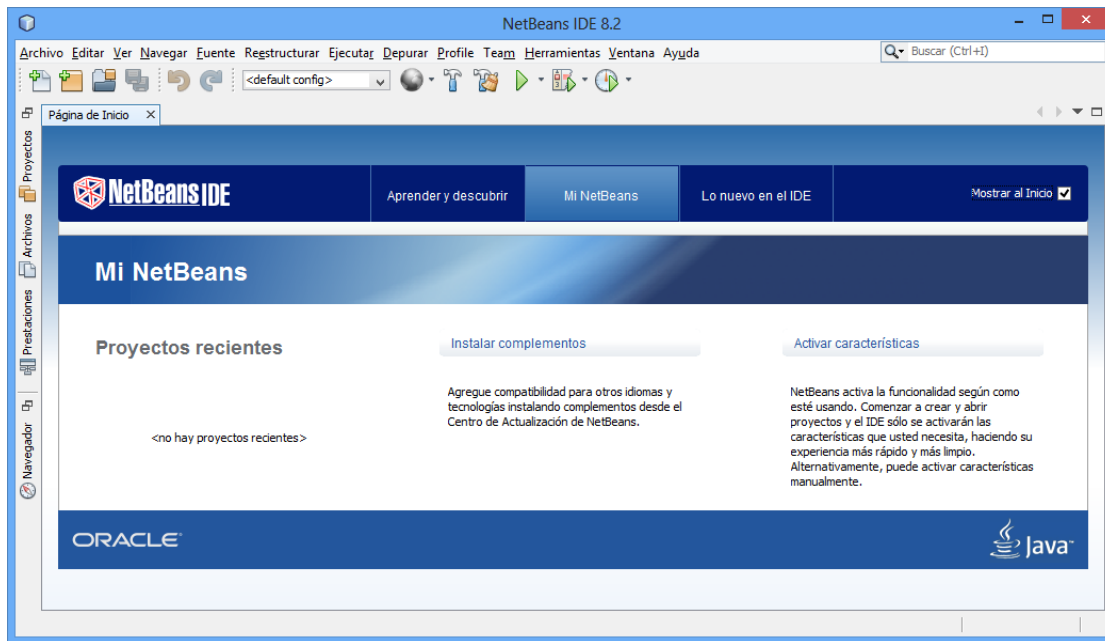 NetBeans IDE 8.2
Archivo Editar Ver Navegar Fuente Reestructurar Ejecutar Depurar Profile Team Herramientas Ventana Ayuda
Buscar (Ctrl+I)
<default config>
Página de Inicio X
Proyectos
Archivos
Prestaciones
Navegador
NetBeans IDE
Aprender y descubrir
Mi NetBeans
Lo nuevo en el IDE
Mostrar al Inicio
Mi NetBeans
Proyectos recientes
<no hay proyectos recientes>
Instalar complementos
Agregue compatibilidad para otros idiomas y
tecnologías instalando complementos desde el
Centro de Actualización de NetBeans.
Activar características
NetBeans activa la funcionalidad según como
esté usando. Comenzar a crear y abrir
proyectos y el IDE sólo se activarán las
características que usted necesita, haciendo su
experiencia más rápido y más limpio.
Alternativamente, puede activar características
manualmente.
ORACLE
Java™